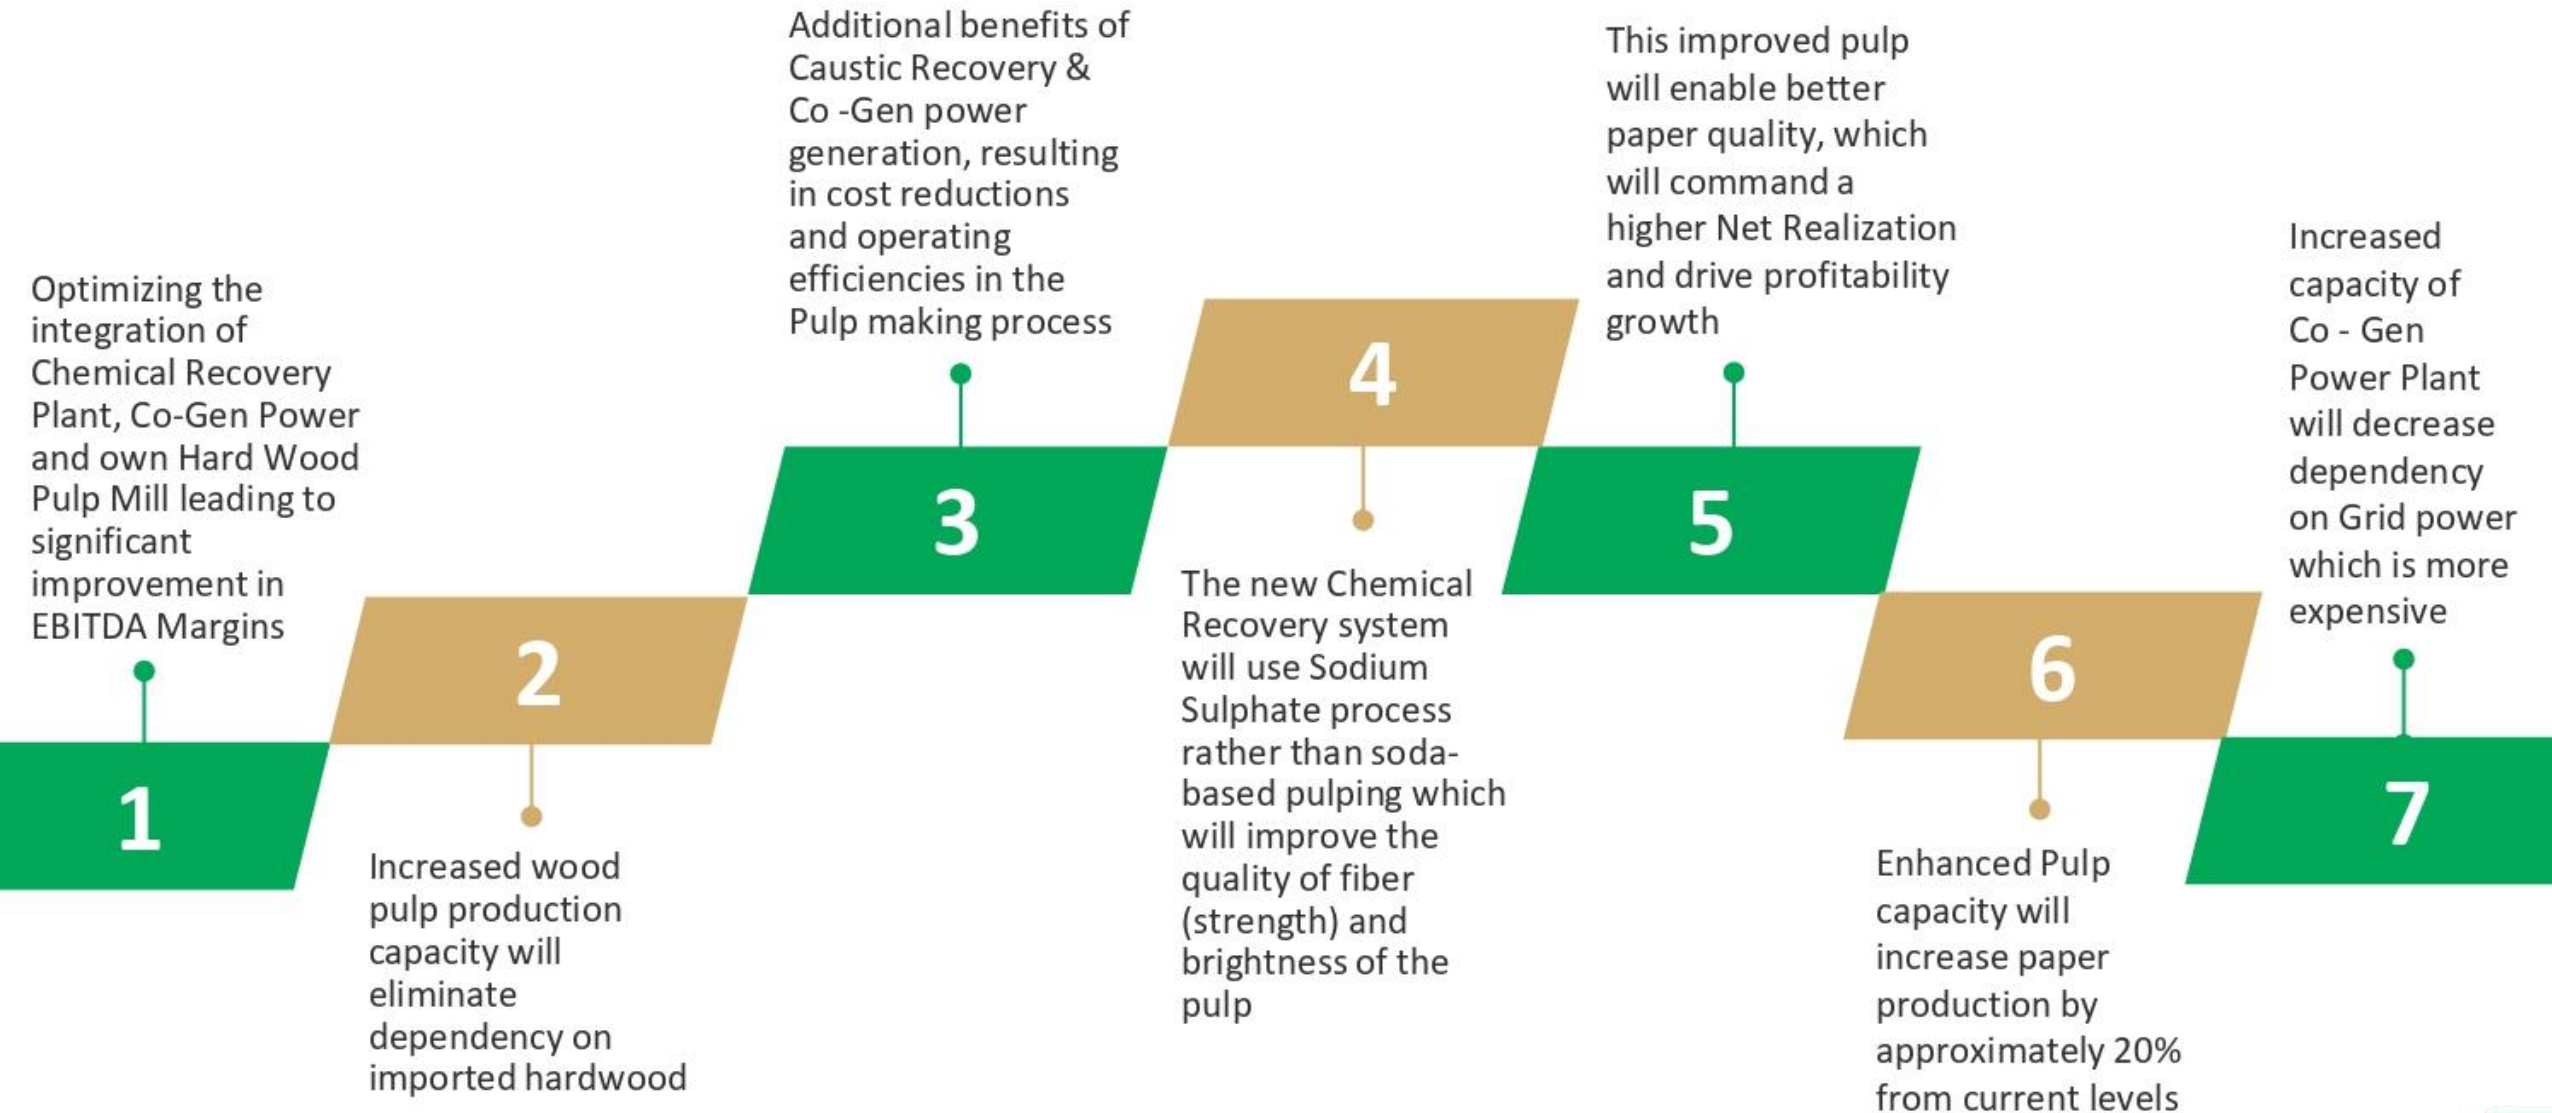 Optimizing the
integration of
Chemical Recovery
Plant, Co-Gen Power
and own Hard Wood
Pulp Mill leading to
significant
improvement in
EBITDA Margins
1
2
Increased wood
pulp production
capacity will
eliminate
dependency on
imported hardwood
Additional benefits of
Caustic Recovery &
Co -Gen power
generation, resulting
in cost reductions
and operating
efficiencies in the
Pulp making process
3
4
The new Chemical
Recovery system
will use Sodium
Sulphate process
rather than soda-
based pulping which
will improve the
quality of fiber
(strength) and
brightness of the
pulp
This improved pulp
will enable better
paper quality, which
will command a
higher Net Realization
and drive profitability
growth
5
6
Enhanced Pulp
capacity will
increase paper
production by
approximately 20%
from current levels
Increased
capacity of
Co - Gen
Power Plant
will decrease
dependency
on Grid power
which is more
expensive
7